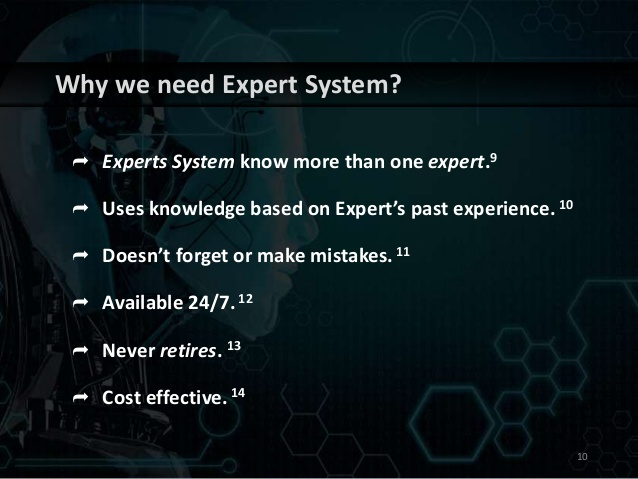 Why we need Expert System?
➦ Experts System know more than one expert.⁹
➦ Uses knowledge based on Expert’s past experience. ¹⁰
➦ Doesn’t forget or make mistakes. ¹¹
➦ Available 24/7. ¹²
➦ Never retires. ¹³
➦ Cost effective. ¹⁴
10